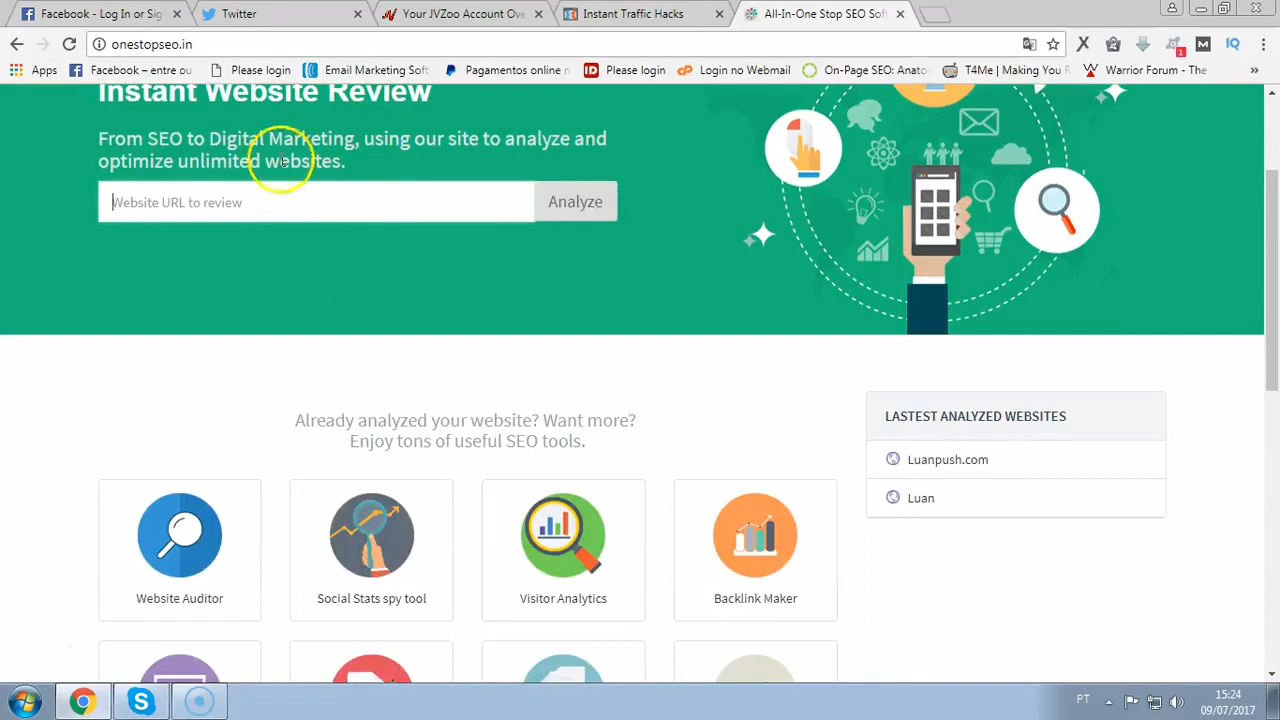 Facebook - Log In or Sig
Twitter
Your JVZoo Account Ove
Instant Traffic Hacks
All-In-One Stop SEO Soft
onestopseo.in
1
M
IQ
Apps
Facebook – entre ou
Please login
Email Marketing Soft
Pagamentos online n
Please login
Login no Webmail
On-Page SEO: Anato
T4Me | Making You R
Warrior Forum - The
Instant Website Review
From SEO to Digital Marketing, using our site to analyze and
optimize unlimited websites.
Website URL to review
Analyze
Already analyzed your website? Want more?
Enjoy tons of useful SEO tools.
LASTEST ANALYZED WEBSITES
Luanpush.com
Luan
Website Auditor
Social Stats spy tool
Visitor Analytics
Backlink Maker
PT
15:24
09/07/2017